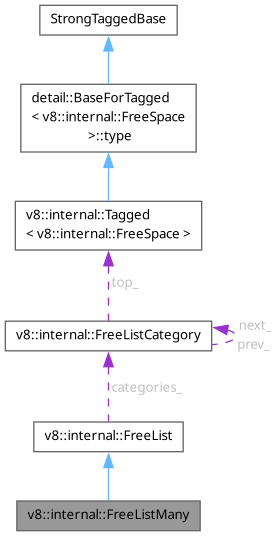 StrongTaggedBase
detail::BaseForTagged
< v8::internal::FreeSpace
>::type
v8::internal::Tagged
< v8::internal::FreeSpace >
top_
v8::internal::FreeListCategory
next_
prev_
categories_
v8::internal::FreeList
v8::internal::FreeListMany